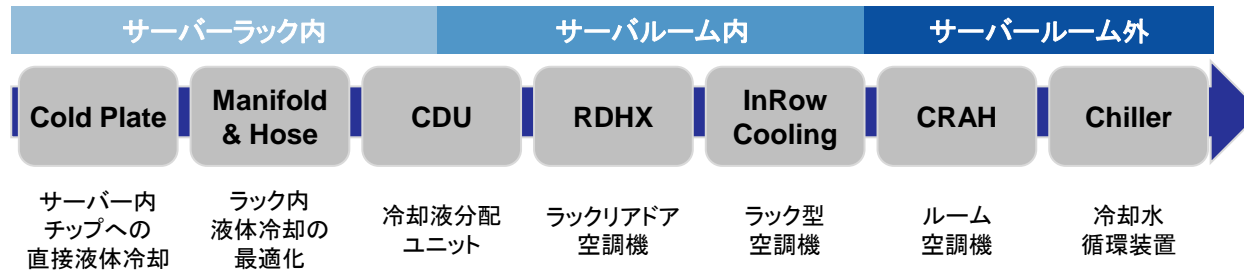 サーバーラック内
サーバルーム内
サーバールーム外
Cold Plate
Manifold
& Hose
CDU
RDHX
InRow
Cooling
CRAH
Chiller
サーバー内
チップへの
直接液体冷却
ラック内
液体冷却の
最適化
冷却液分配
ユニット
ラックリアドア
空調機
ラック型
空調機
ルーム
空調機
冷却水
循環装置